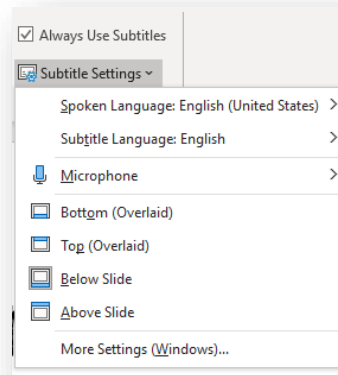 Always Use Subtitles
Subtitle Settings
Spoken Language: English (United States)
Subtitle Language: English
Microphone
Bottom (Overlaid)
Top (Overlaid)
Below Slide
Above Slide
More Settings (Windows)...